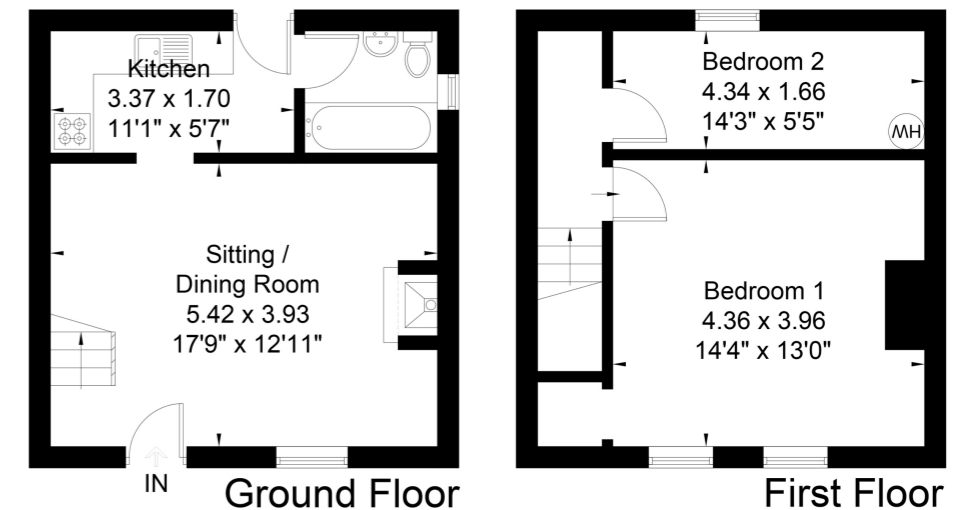 Kitchen
3.37 x 1.70
11'1" x 5'7"
Sitting /
Dining Room
5.42 x 3.93
17'9" x 12'11"
IN
Ground Floor
Bedroom 2
4.34 x 1.66
14'3" x 5'5"
HW
Bedroom 1
4.36 x 3.96
14'4" x 13'0"
First Floor